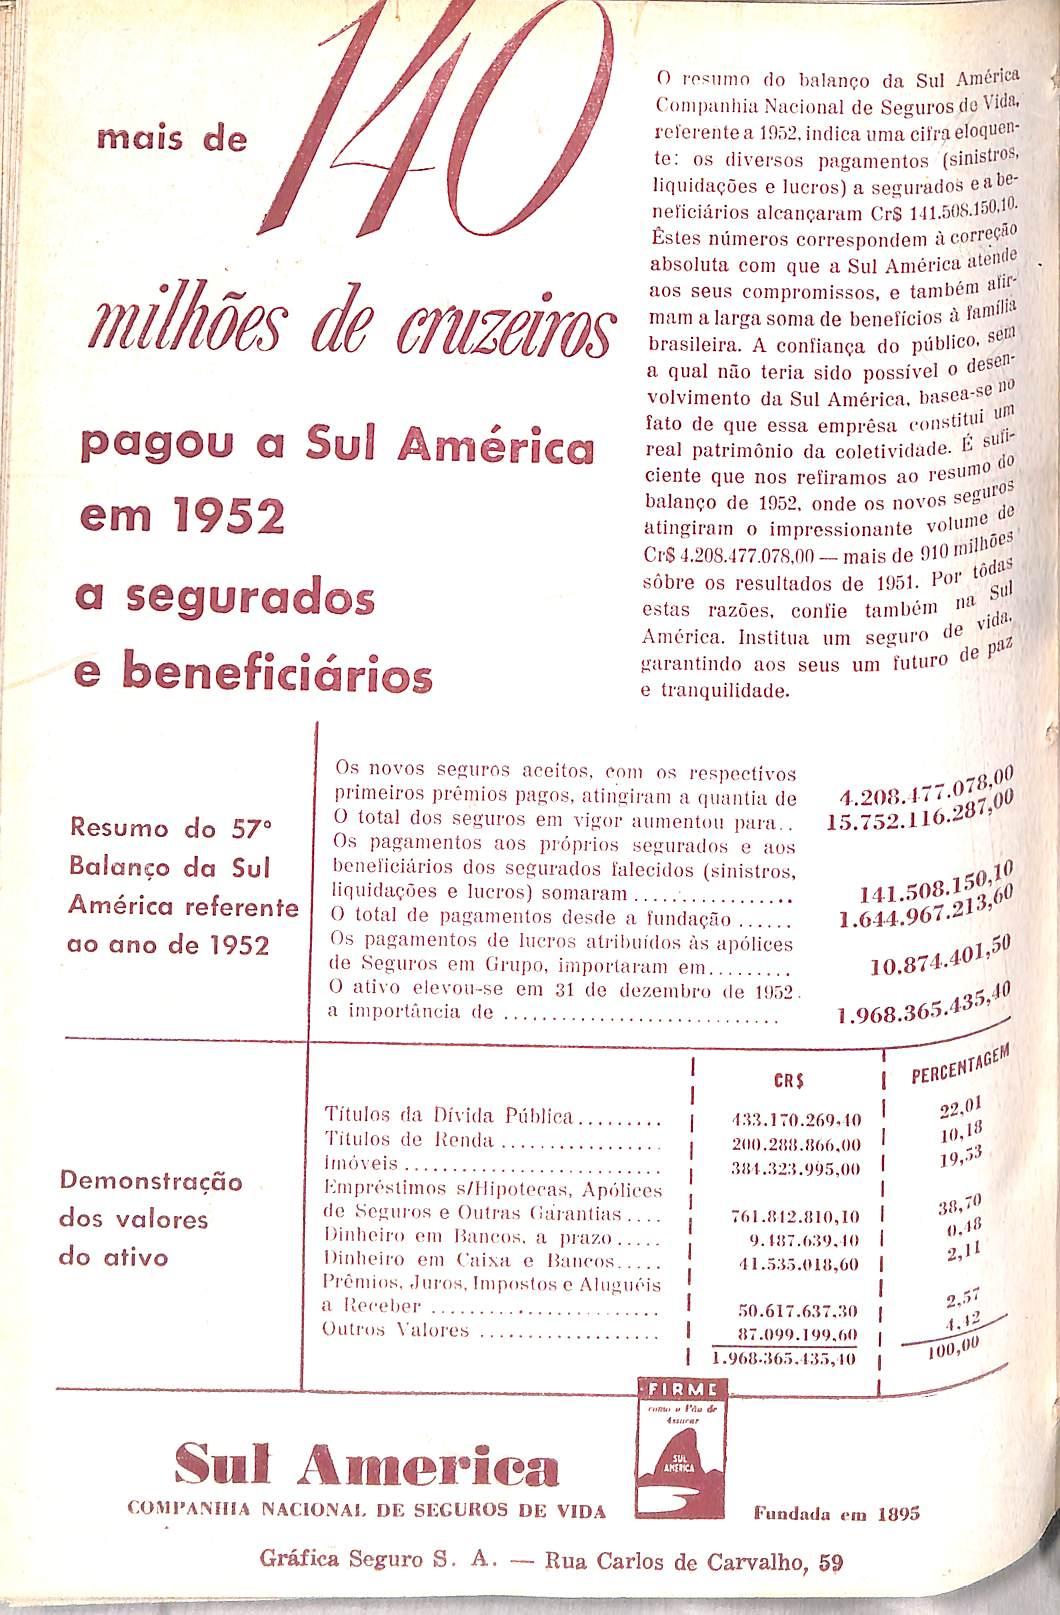 mais de 140
milhões de cruzeiros
pagou a Sul América
em 1952
a segurados
e beneficiários
O resumo do balanço da Sul América
Companhia Nacional de Seguros de Vida,
referente a 1952, indica uma cifra eloquen-
te: os diversos pagamentos (sinistros,
liquidações e lucros) a segurados e a be-
neficiários alcançaram Cr$ 141.508.150,10.
Êstes números correspondem à correção
absoluta com que a Sul América atende
aos seus compromissos, e também afir-
mam a larga soma de benefícios à família
brasileira. A confiança do público, sem
a qual não teria sido possível o desen-
volvimento da Sul América, basea-se no
fato de que essa emprêsa constitui um
real patrimônio da coletividade. É sufi-
ciente que nos refiramos ao resumo do
balanço de 1952, onde os novos seguros
atingiram o impressionante volume de
Cr$ 4.208.477.078,00 — mais de 910 milhões
sôbre os resultados de 1951. Por tôdas
estas razões, confie também na Sul
América. Institua um seguro de vida,
garantindo aos seus um futuro de paz
e tranquilidade.
Resumo do 57º
Balanço da Sul
América referente
ao ano de 1952
Os novos seguros aceitos, com os respectivos
primeiros prêmios pagos, atingiram a quantia de 4.208.477.078,00
O total dos seguros em vigor aumentou para.. 15.752.116.287,00
Os pagamentos aos próprios segurados e aos
beneficiários dos segurados falecidos (sinistros,
liquidações e lucros) somaram ................ 141.508.150,10
O total de pagamentos desde a fundação ...... 1.644.967.213,60
Os pagamentos de lucros atribuídos às apólices
de Seguros em Grupo, importaram em......... 10.874.401,50
O ativo elevou-se em 31 de dezembro de 1952.
a importância de ............................ 1.968.365.435,40
Demonstração
dos valores
do ativo
CR$ PERCENTAGEM
Títulos da Dívida Pública......... 433.170.269,40 22,01
Títulos de Renda ................. 200.288.866,00 10,18
Imóveis........................... 384.323.995,00 19,53
Empréstimos s/Hipotecas, Apólices
de Seguros e Outras Garantias .... 761.842.810,10 38,70
Dinheiro em Bancos, a prazo ..... 9.487.639,40 0,48
Dinheiro em Caixa e Bancos..... 41.535.018,60 2,11
Prêmios, Juros, Impostos e Aluguéis
a Receber ........................ 50.617.637,30 2,57
Outros Valores ................... 87.099.199,60 4,42
1.968.365.435,40 100,00
FIRME
como o Pão de
Assucar
SUL
AMERICA
Sul America
COMPANHIA NACIONAL DE SEGUROS DE VIDA
Fundada em 1895
Gráfica Seguro S. A. — Rua Carlos de Carvalho, 59